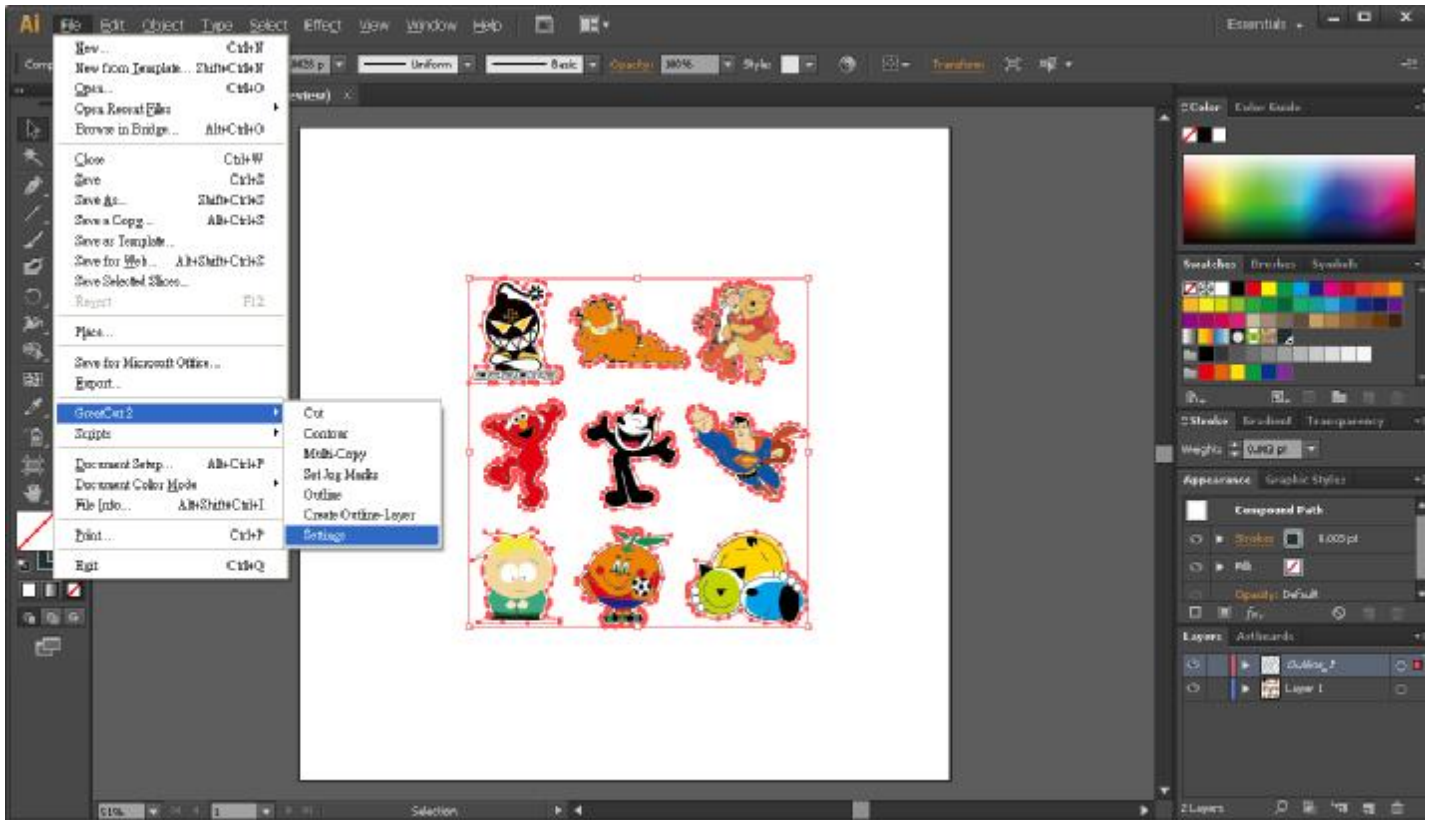 Ai File Edit Object Type Select Effect View Window Help
Essentials
Uniform
Basic
Opacity: 100% Style:
Transform
New... Ctrl+N
New from Template... Shift+Ctrl+N
Open... Ctrl+O
Open Recent Files
Browse in Bridge... Alt+Ctrl+O
Close Ctrl+W
Save Ctrl+S
Save As... Shift+Ctrl+S
Save a Copy... Alt+Ctrl+S
Save as Template...
Save for Web... Alt+Shift+Ctrl+S
Save Selected Slices...
Revert F12
Place...
Save for Microsoft Office...
Export...
GreatCut 2
Scripts
Document Setup... Alt+Ctrl+P
Document Color Mode
File Info... Alt+Shift+Ctrl+I
Print... Ctrl+P
Exit Ctrl+Q
Cut
Contour
Multi-Copy
Set Jog Marks
Outline
Create Outline-Layer
Settings
Color Color Guide
Swatches Brushes Symbols
Stroke Gradient Transparency
Weight:
Appearance Graphic Styles
Compound Path
Stroke:
Fill:
Opacity: Default
Layers Artboards
Outline_1
Layer 1
51% 1 Selection
2 Layers